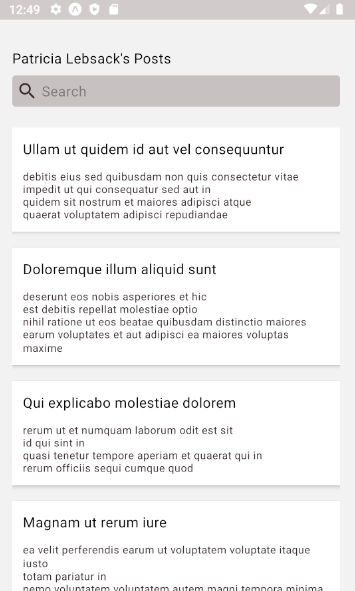 12:49
Patricia Lebsack's Posts
Search
Ullam ut quidem id aut vel consequuntur
debitis eius sed quibusdam non quis consectetur vitae
impedit ut qui consequatur sed aut in
quidem sit nostrum et maiores adipisci atque
quaerat voluptatem adipisci repudiandae
Doloremque illum aliquid sunt
deserunt eos nobis asperiores et hic
est debitis repellat molestiae optio
nihil ratione ut eos beatae quibusdam distinctio maiores
earum voluptates et aut adipisci ea maiores voluptas
maxime
Qui explicabo molestiae dolorem
rerum ut et numquam laborum odit est sit
id qui sint in
quasi tenetur tempore aperiam et quaerat qui in
rerum officiis sequi cumque quod
Magnam ut rerum iure
ea velit perferendis earum ut voluptatem voluptate itaque
iusto
totam pariatur in
nemo voluptatem voluptatem autem magni tempora minima